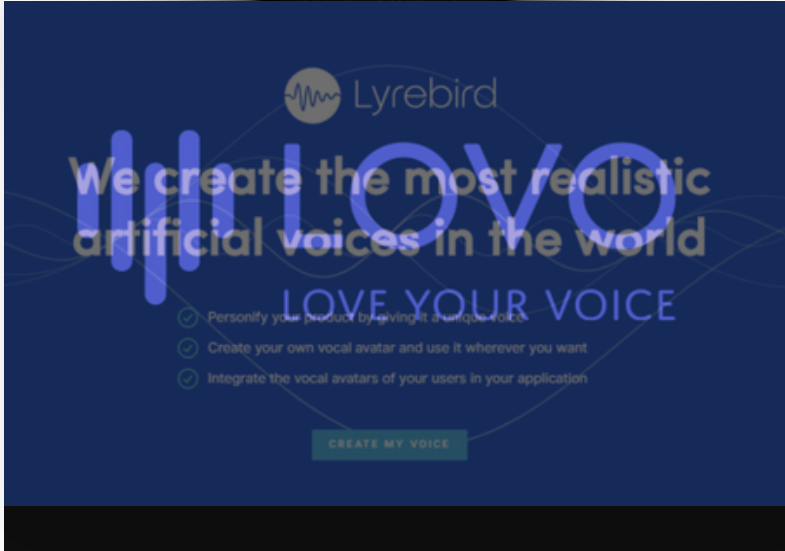 Lyrebird
LOVO
We create the most realistic
artificial voices in the world
LOVE YOUR VOICE
Personify your product by giving it a unique voice
Create your own vocal avatar and use it wherever you want
Integrate the vocal avatars of your users in your application
CREATE MY VOICE